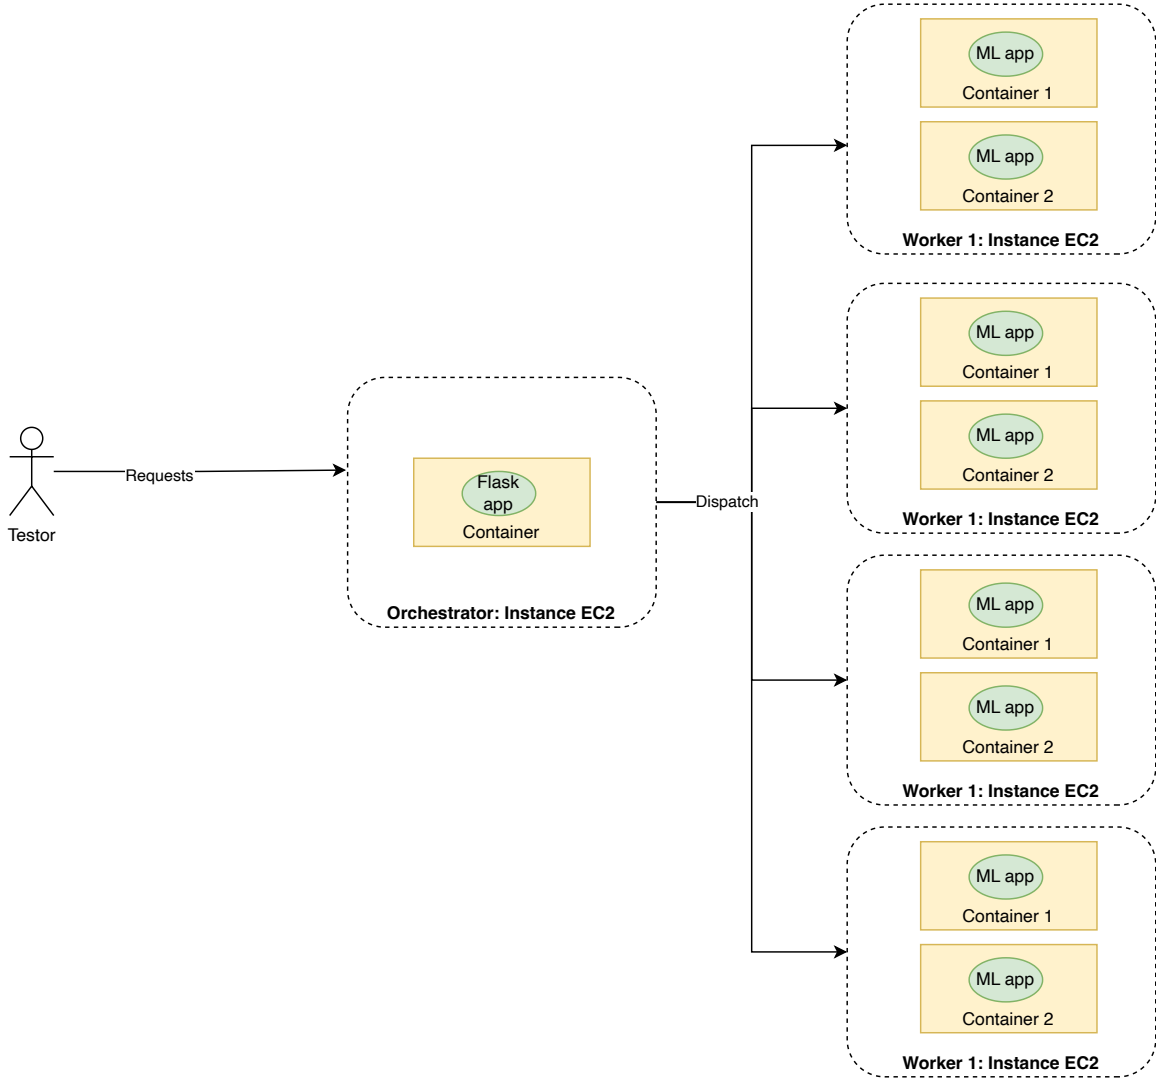 Testor
Requests
Flask
app
Container
Orchestrator: Instance EC2
Dispatch
ML app
Container 1
ML app
Container 2
Worker 1: Instance EC2
ML app
Container 1
ML app
Container 2
Worker 1: Instance EC2
ML app
Container 1
ML app
Container 2
Worker 1: Instance EC2
ML app
Container 1
ML app
Container 2
Worker 1: Instance EC2